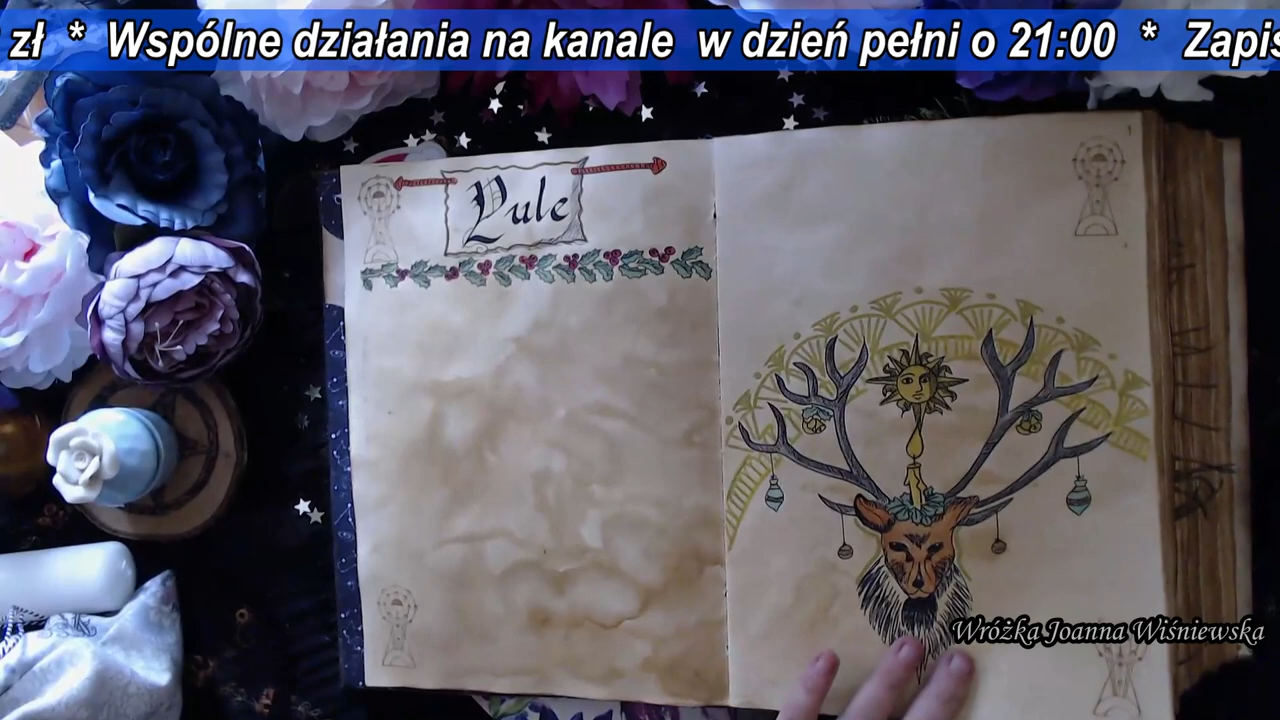 zł * Wspólne działania na kanale w dzień pełni o 21:00 * Zapis
Yule
Wróżka Joanna Wiśniewska